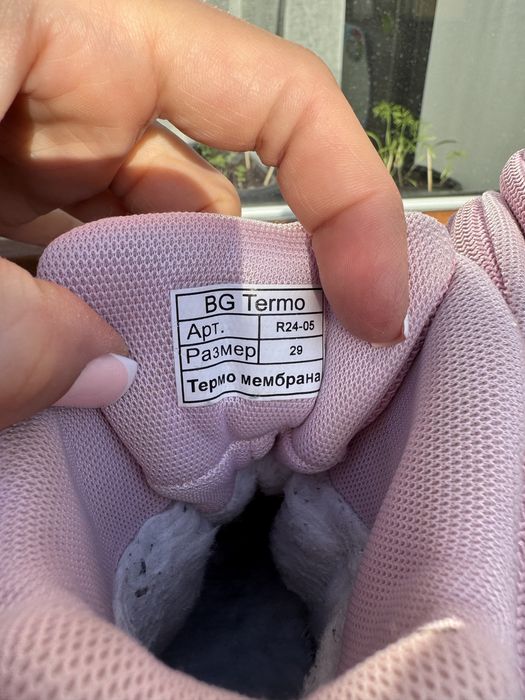 BG Termo
Арт. R24-05
Размер 29
Термо мембрана